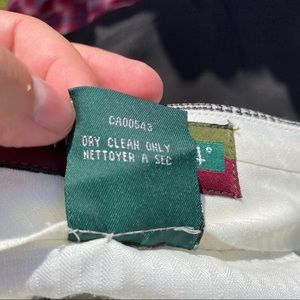 CA00543
DRY CLEAN ONLY
NETTOYER A SEC